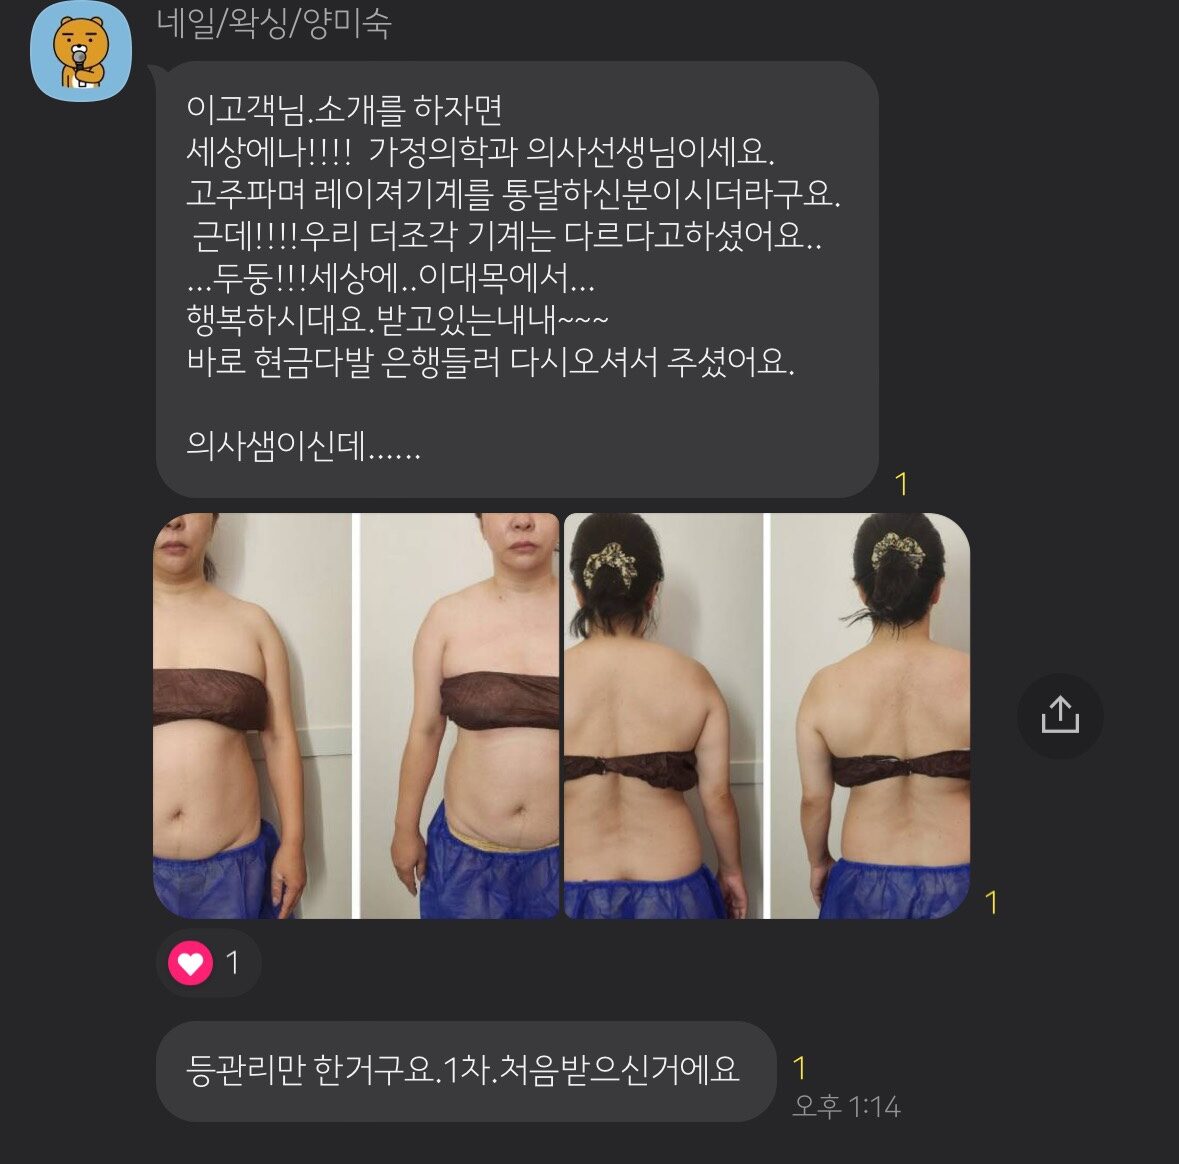 네일/왁싱/양미숙
이고객님.소개를 하자면
세상에나!!!! 가정의학과 의사선생님이세요.
고주파며 레이져기계를 통달하신분이시더라구요.
근데!!!!우리 더조각 기계는 다르다고하셨어요..
...두둥!!!세상에..이대목에서...
행복하시대요.받고있는내내~~~
바로 현금다발 은행들러 다시오셔서 주셨어요.
의사샘이신데......
1
1
1
등관리만 한거구요.1차.처음받으신거에요
1
오후 1:14